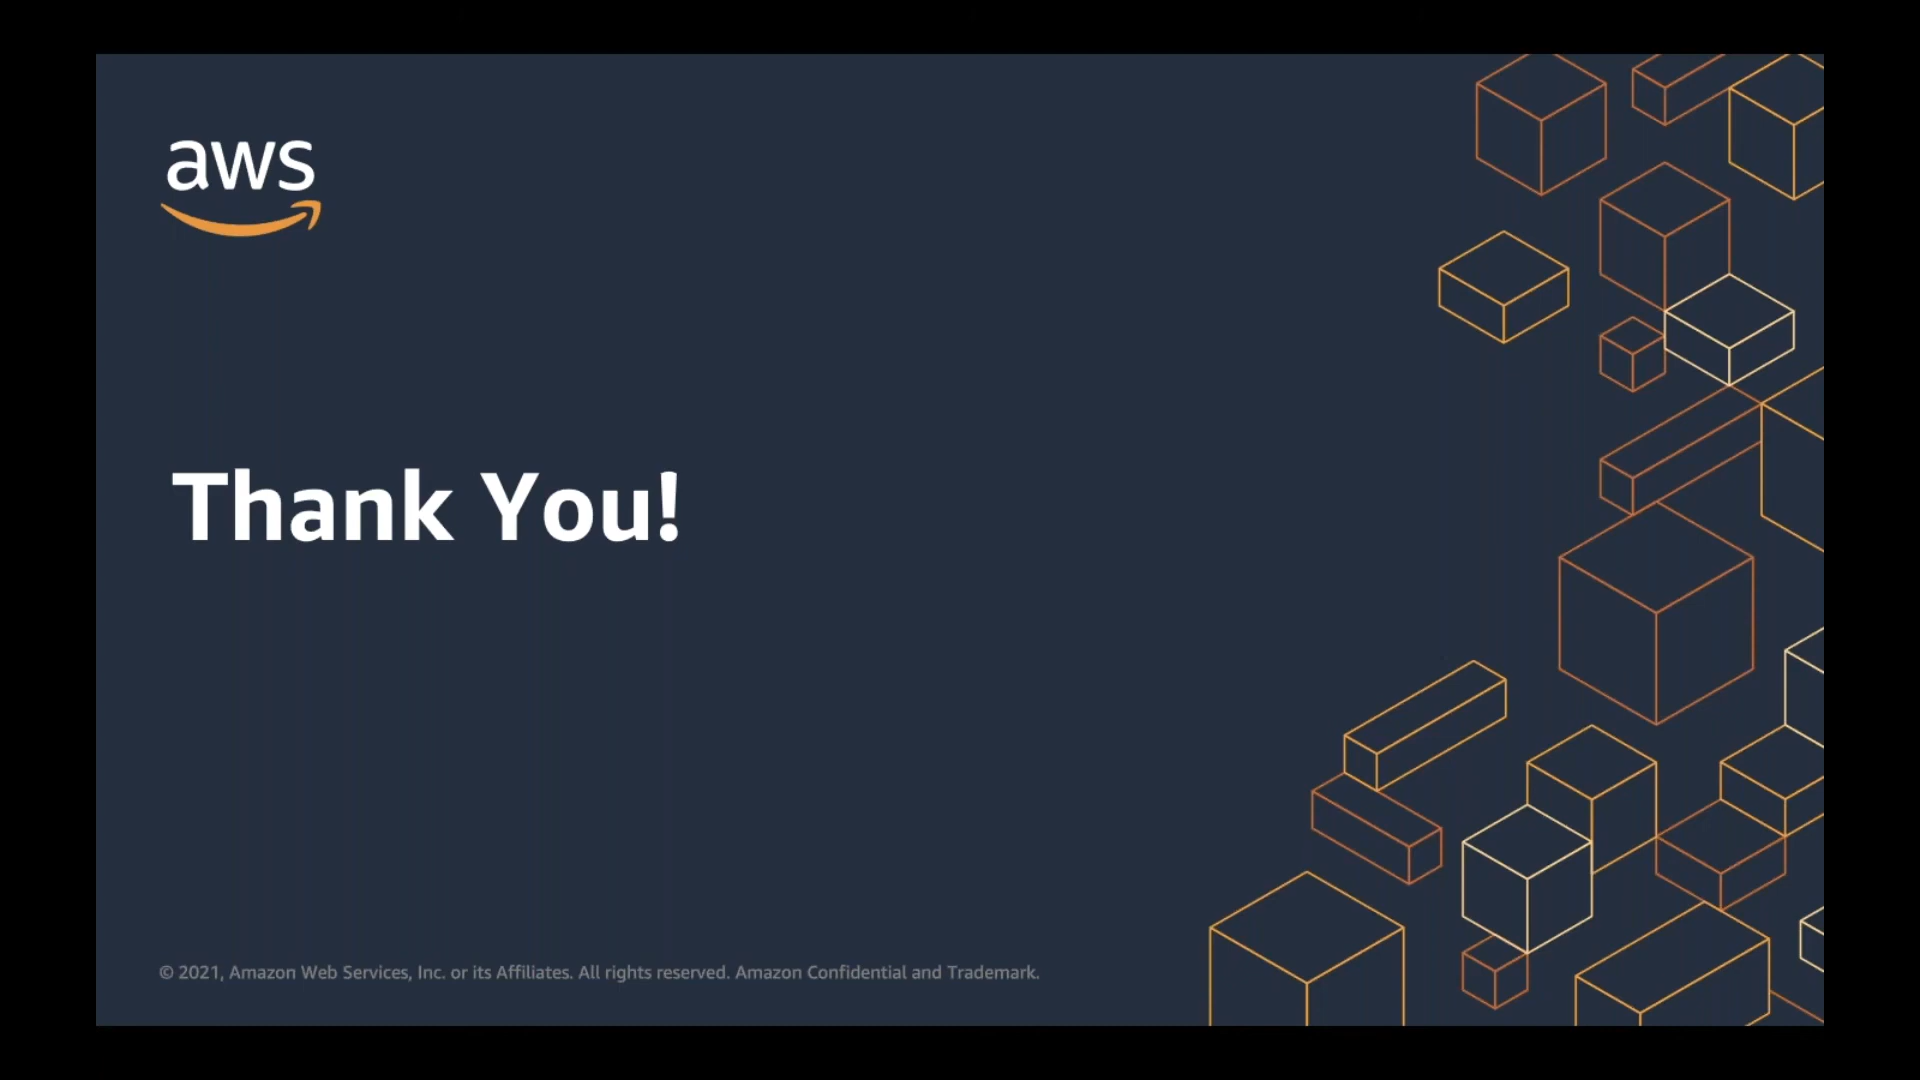 aws
Thank You!
© 2021, Amazon Web Services, Inc. or its Affiliates. All rights reserved. Amazon Confidential and Trademark.